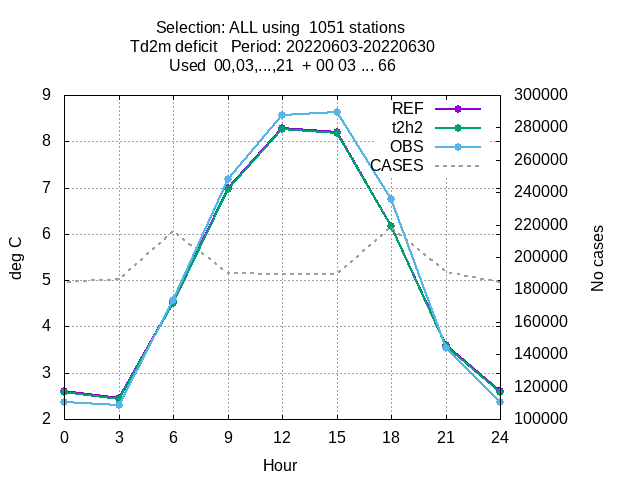 Selection: ALL using  1051 stations
Td2m deficit   Period: 20220603-20220630
Used  00,03,...,21  + 00 03 ... 66
9 300000
REF
280000
t2h2
8 OBS
260000
CASES
7 240000
220000
6
200000
5
180000
4 160000
140000
3
120000
2 100000
0 3 6 9 12 15 18 21 24
Hour
deg C
No cases